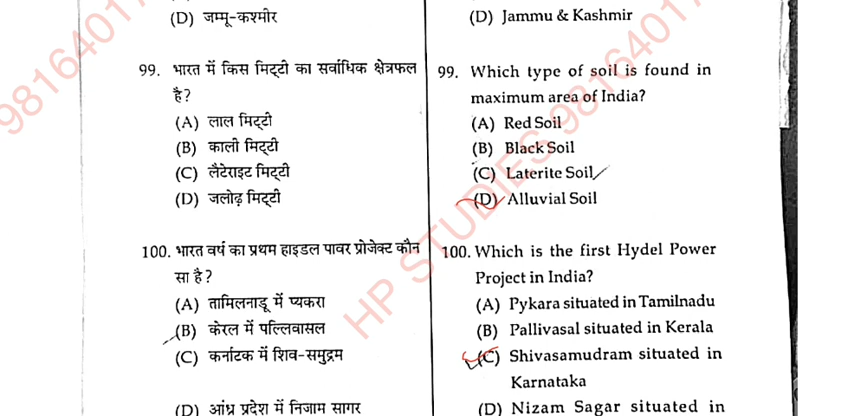 (D) जम्मू-कश्मीर
99. भारत में किस मिट्टी का सर्वाधिक क्षेत्रफल
है?
(A) लाल मिट्टी
(B) काली मिट्टी
(C) लैटेराइट मिट्टी
(D) जलोढ़ मिट्टी
100. भारत वर्ष का प्रथम हाइडल पावर प्रोजेक्ट कौन
सा है?
(A) तामिलनाडू में प्यकरा
(B) केरल में पल्लिवासल
(C) कर्नाटक में शिव-समुद्रम
(D) आंध्र प्रदेश में निजाम सागर
(D) Jammu & Kashmir
99. Which type of soil is found in
maximum area of India?
(A) Red Soil
(B) Black Soil
(C) Laterite Soil
(D) Alluvial Soil
100. Which is the first Hydel Power
Project in India?
(A) Pykara situated in Tamilnadu
(B) Pallivasal situated in Kerala
(C) Shivasamudram situated in
Karnataka
(D) Nizam Sagar situated in
HP STUDIES 98164017